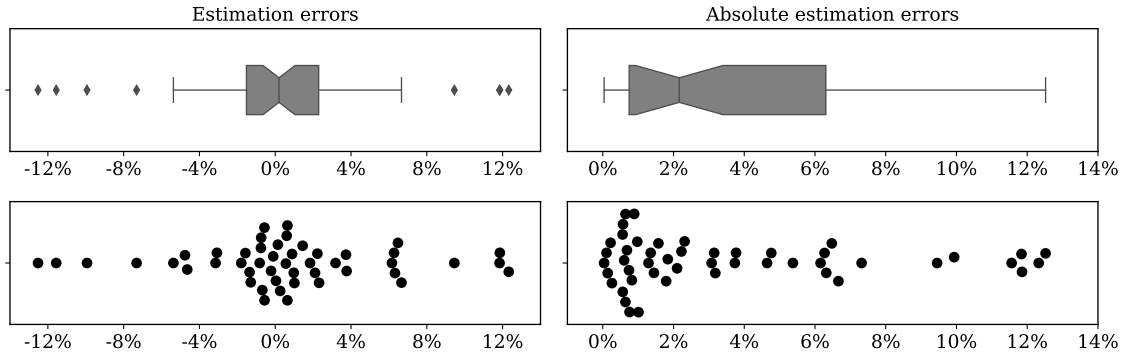 Estimation errors
Absolute estimation errors
-12% -8% -4% 0% 4% 8% 12%
0% 2% 4% 6% 8% 10% 12% 14%
-12% -8% -4% 0% 4% 8% 12%
0% 2% 4% 6% 8% 10% 12% 14%